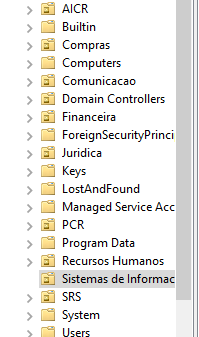 AICR
Builtin
Compras
Computers
Comunicacao
Domain Controllers
Financeira
ForeignSecurityPrinci
Juridica
Keys
LostAndFound
Managed Service Acc
PCR
Program Data
Recursos Humanos
Sistemas de Informac
SRS
System
Users